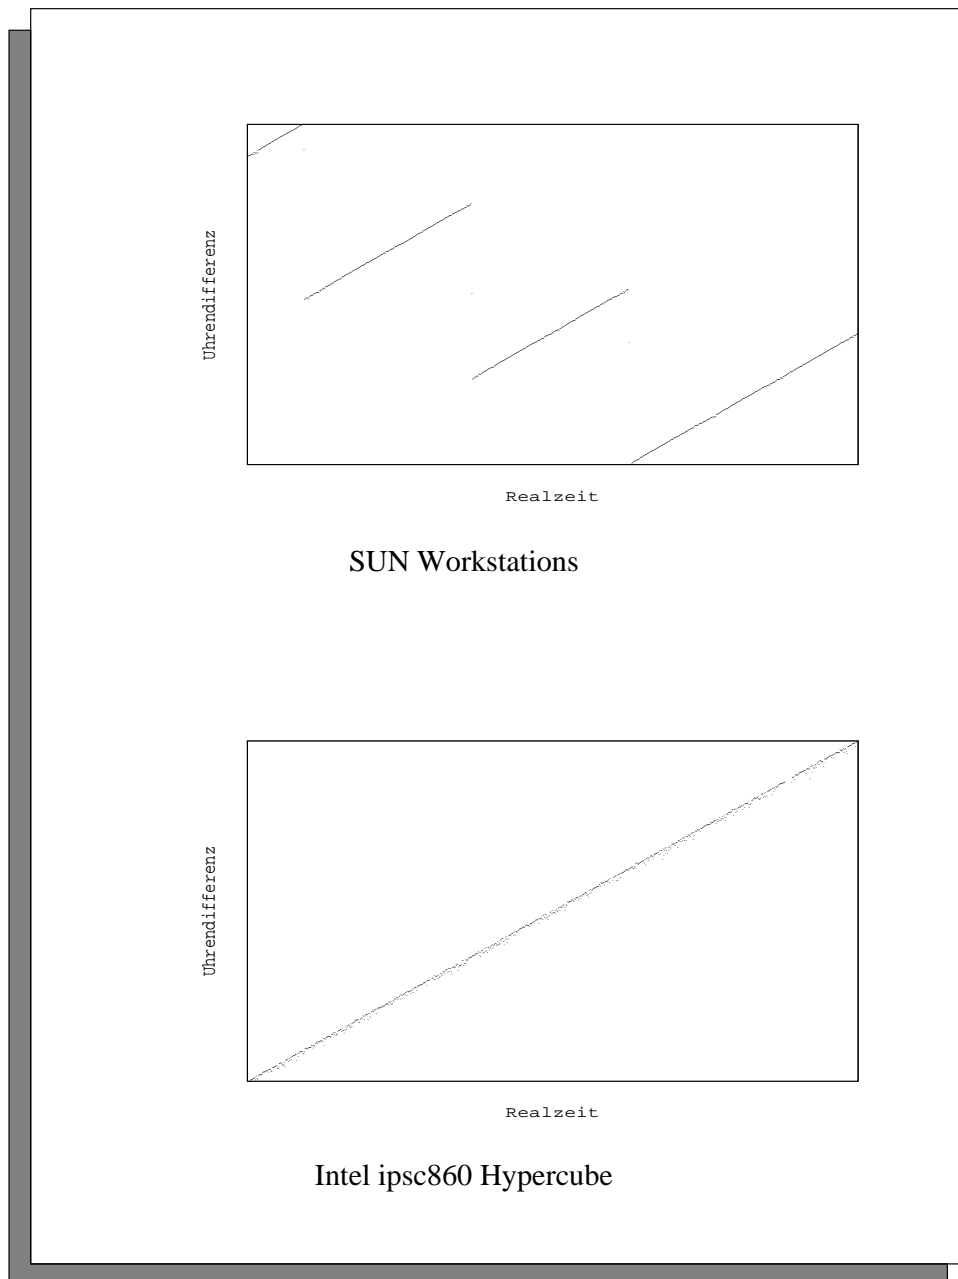 Uhrendifferenz
Realzeit
SUN Workstations
Uhrendifferenz
Realzeit
Intel ipsc860 Hypercube